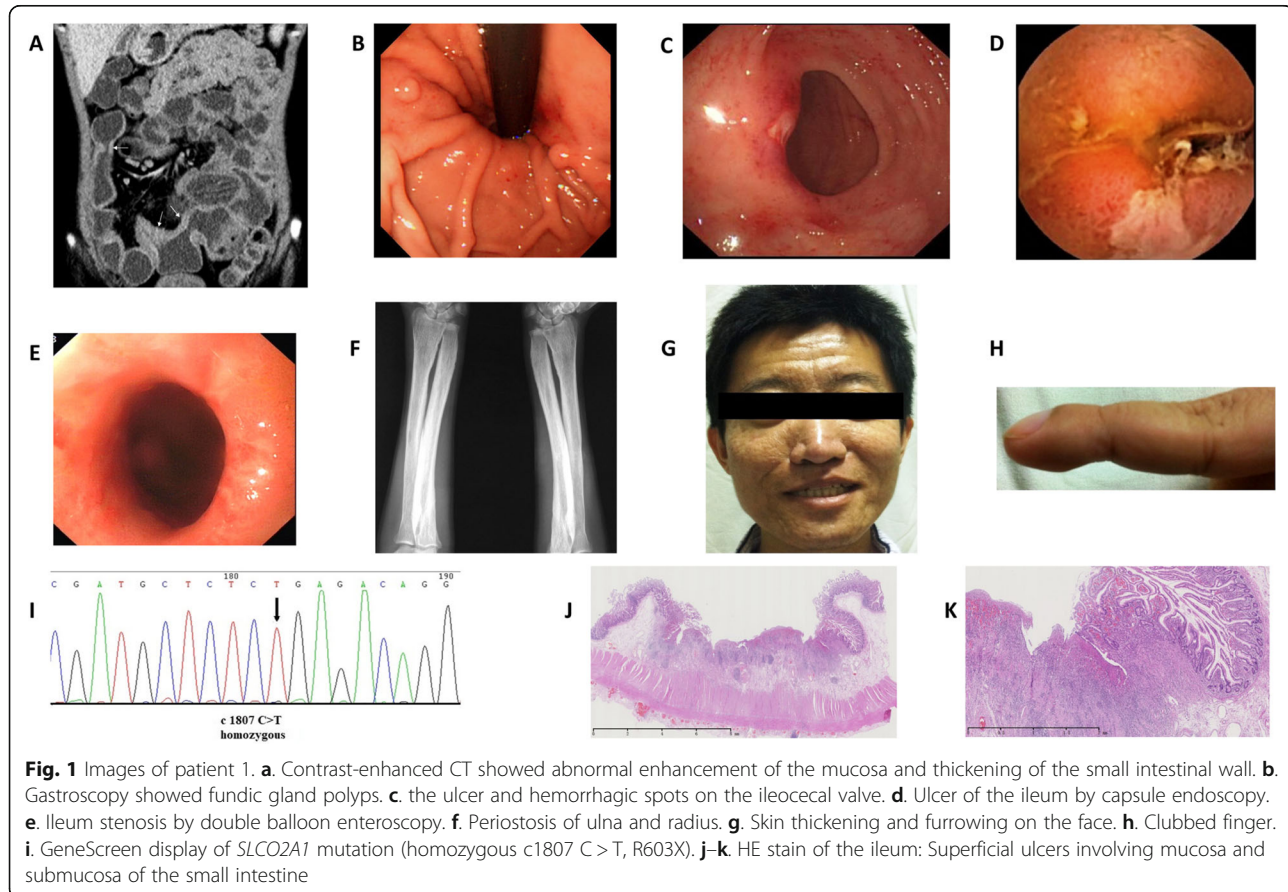 A
B
C
D
E
F
G
H
I
C G A T G C T C T C T G A G A C A G G
180
190
c 1807 C>T
homozygous
J
K
Fig. 1 Images of patient 1. a. Contrast-enhanced CT showed abnormal enhancement of the mucosa and thickening of the small intestinal wall. b.
Gastroscopy showed fundic gland polyps. c. the ulcer and hemorrhagic spots on the ileocecal valve. d. Ulcer of the ileum by capsule endoscopy.
e. Ileum stenosis by double balloon enteroscopy. f. Periostosis of ulna and radius. g. Skin thickening and furrowing on the face. h. Clubbed finger.
i. GeneScreen display of SLCO2A1 mutation (homozygous c1807 C > T, R603X). j–k. HE stain of the ileum: Superficial ulcers involving mucosa and
submucosa of the small intestine